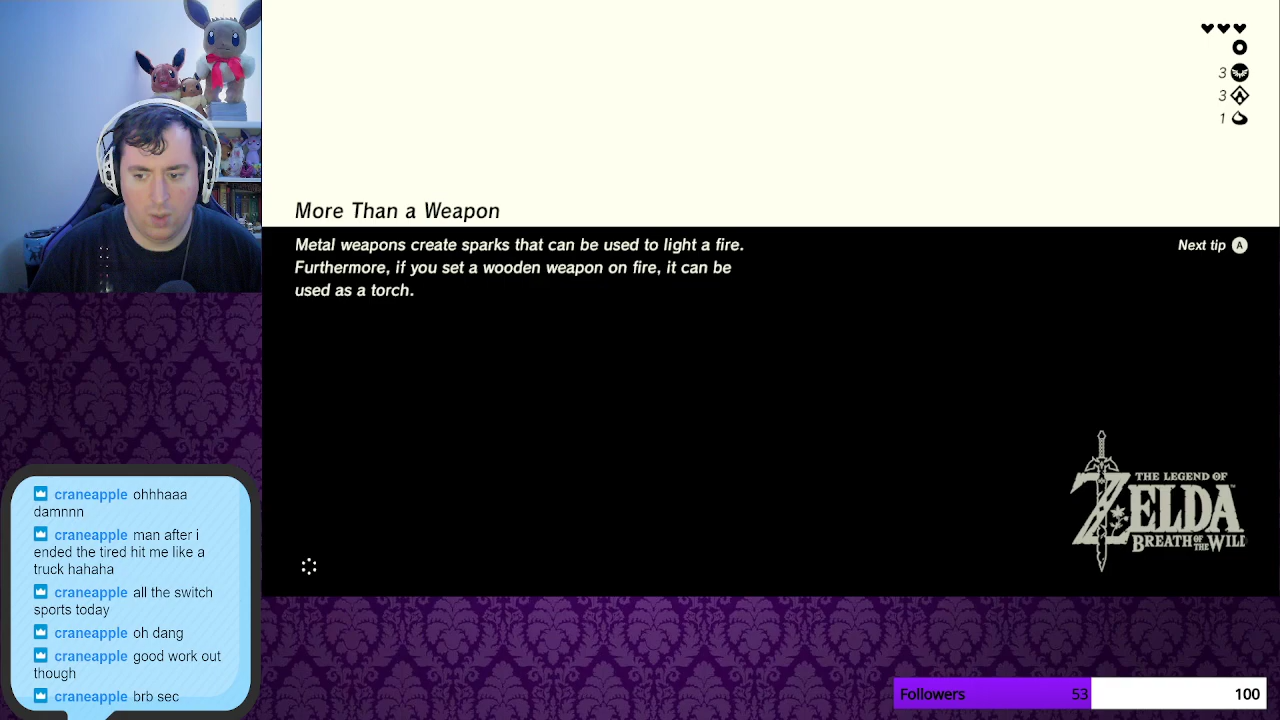 3
3
1
More Than a Weapon
Metal weapons create sparks that can be used to light a fire.
Furthermore, if you set a wooden weapon on fire, it can be
used as a torch.
Next tip A
THE LEGEND OF
ZELDA
BREATH OF THE WILD
craneapple ohhhaaa
damnnn
craneapple man after i
ended the tired hit me like a
truck hahaha
craneapple all the switch
sports today
craneapple oh dang
craneapple good work out
though
craneapple brb sec
Followers 53 100